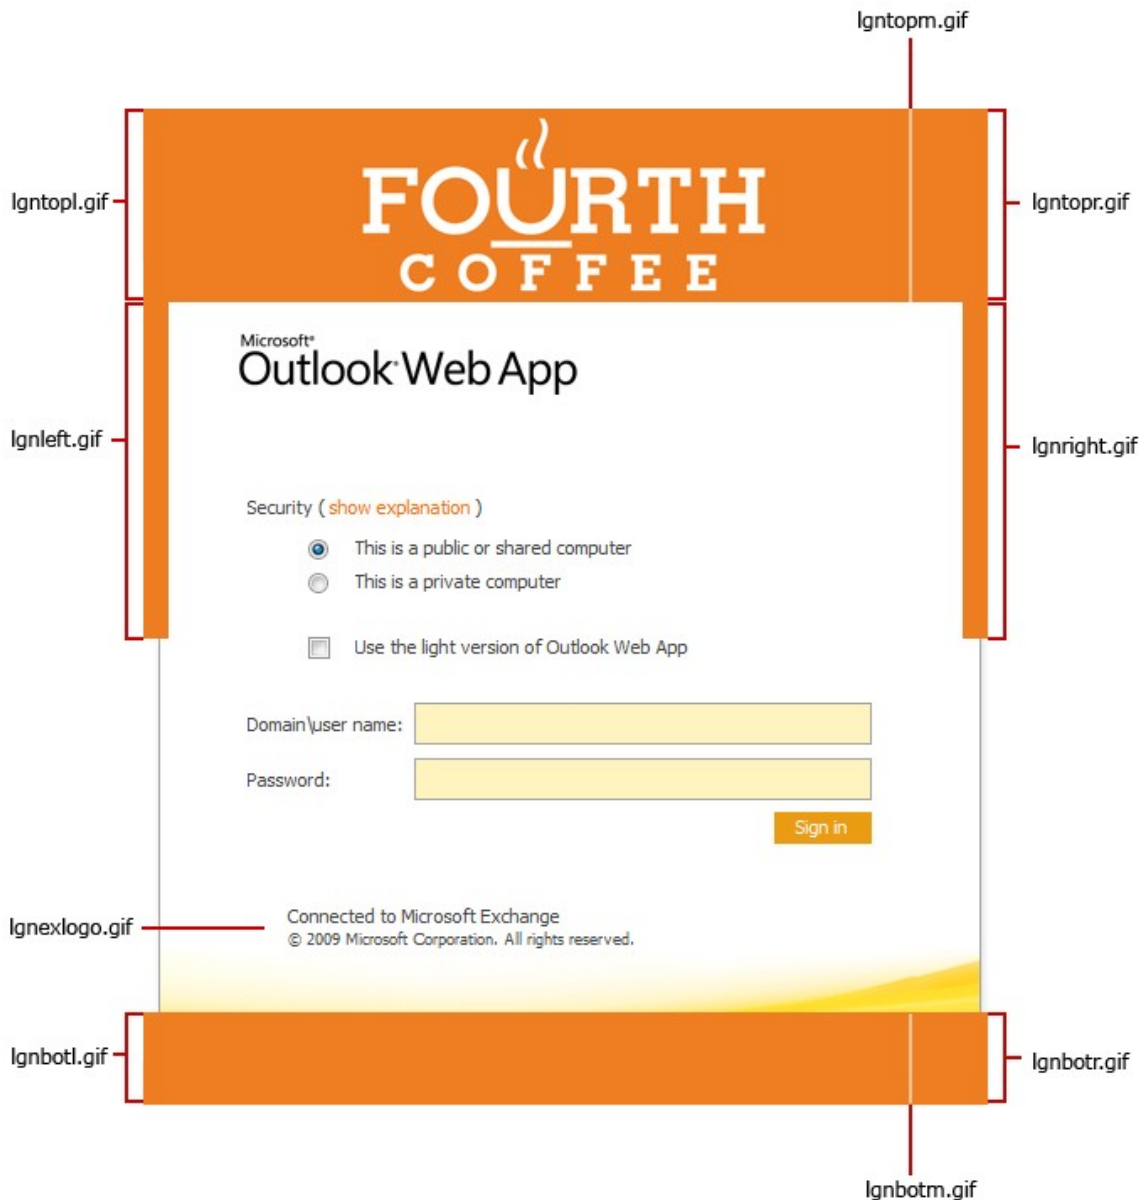 lgntopm.gif
lgntopl.gif
FOURTH
COFFEE
lgntopr.gif
Microsoft®
Outlook® Web App
lgnleft.gif
lgnright.gif
Security ( show explanation )
This is a public or shared computer
This is a private computer
Use the light version of Outlook Web App
Domain\user name:
Password:
Sign in
lgnexlogo.gif
Connected to Microsoft Exchange
© 2009 Microsoft Corporation. All rights reserved.
lgnbotl.gif
lgnbotr.gif
lgnbotm.gif